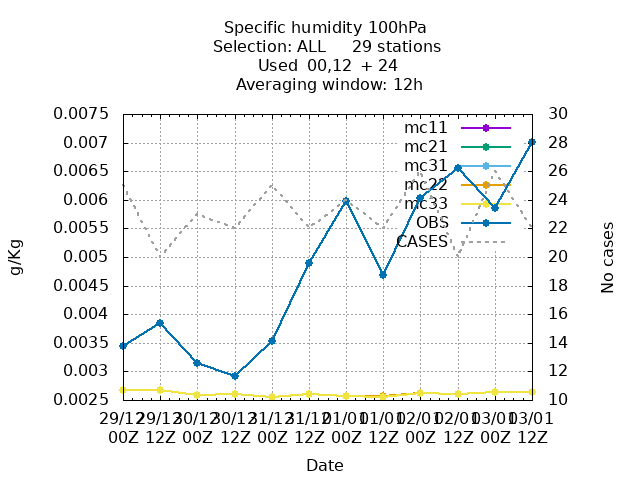 Specific humidity 100hPa
Selection: ALL 29 stations
Used 00,12 + 24
Averaging window: 12h
0.0075
0.007
0.0065
0.006
0.0055
0.005
0.0045
0.004
0.0035
0.003
0.0025
g/Kg
30
28
26
24
22
20
18
16
14
12
10
No cases
mc11
mc21
mc31
mc22
mc33
OBS
CASES
29/12 29/12 30/12 30/12 31/12 31/12 01/01 01/01 02/01 02/01 03/01 03/01
00Z 12Z 00Z 12Z 00Z 12Z 00Z 12Z 00Z 12Z 00Z 12Z
Date